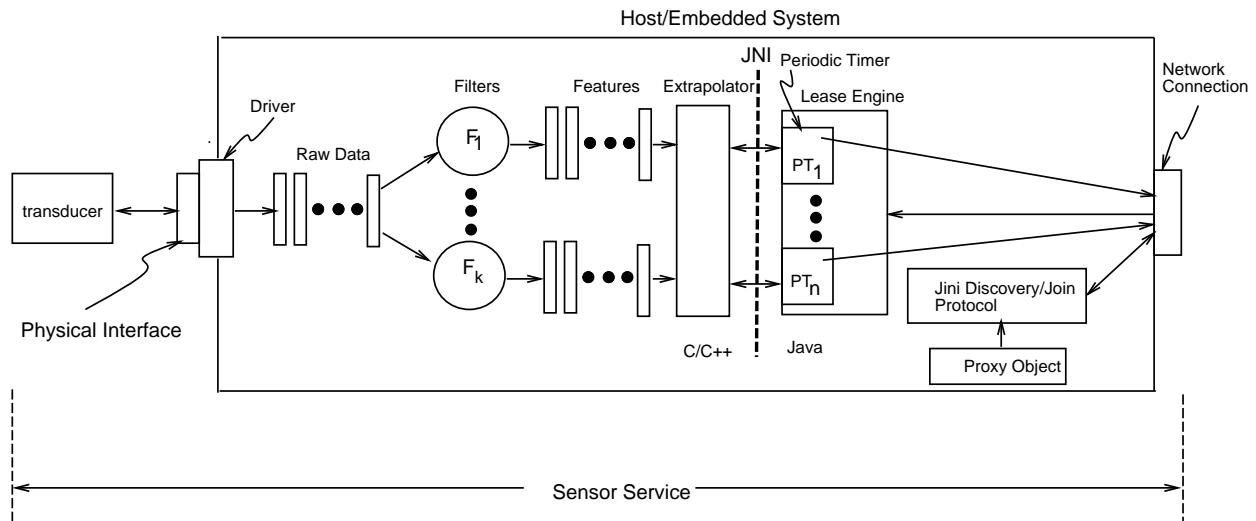 Host/Embedded System
JNI
Periodic Timer
Network
Connection
Filters
Features
Extrapolator
Lease Engine
Driver
Raw Data
F1
PT1
transducer
Fk
PTn
Jini Discovery/Join
Protocol
Physical Interface
C/C++
Java
Proxy Object
Sensor Service